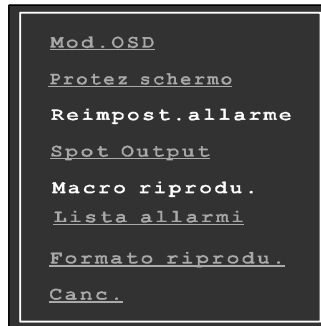 Mod.OSD
Protez schermo
Reimpost.allarme
Spot Output
Macro riprodu.
Lista allarmi
Formato riprodu.
Canc.